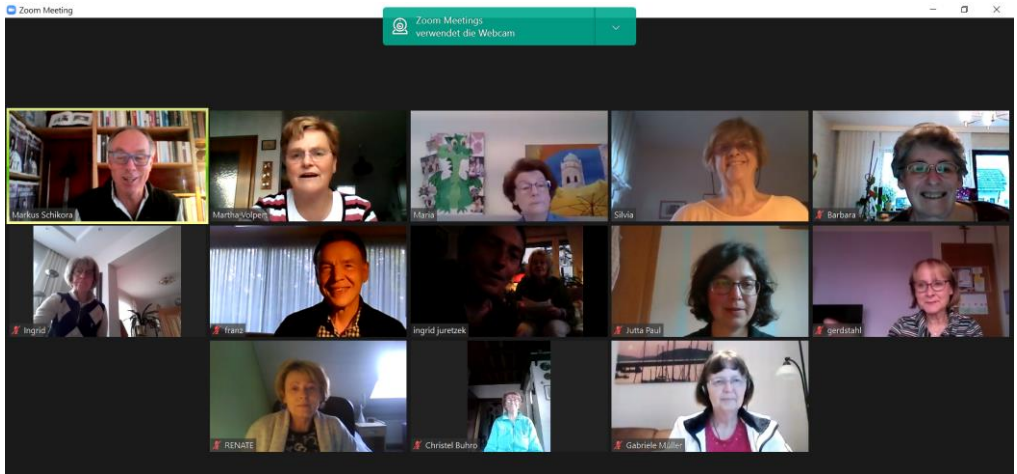 Zoom Meeting
Zoom Meetings
verwendet die Webcam
Markus Schikora
Martha Volper
Maria
Silvia
Barbara
Ingrid
franz
ingrid juretzek
Jutta Paul
gerdstahl
RENATE
Christel Buhro
Gabriele Müller